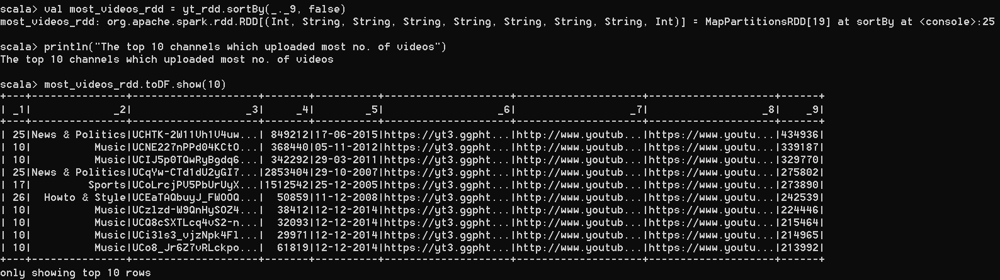 scala> val most_videos_rdd = yt_rdd.sortBy(_._9, false)
most_videos_rdd: org.apache.spark.rdd.RDD[(Int, String, String, String, String, String, String, String, Int)] = MapPartitionsRDD[19] at sortBy at <console>:25
scala> println("The top 10 channels which uploaded most no. of videos")
The top 10 channels which uploaded most no. of videos
scala> most_videos_rdd.toDF.show(10)
+---+---------------+--------------------+-------+----------+--------------------+--------------------+--------------------+------+
| _1|             _2|                  _3|     _4|        _5|                  _6|                  _7|                  _8|    _9|
+---+---------------+--------------------+-------+----------+--------------------+--------------------+--------------------+------+
| 25|News & Politics|UCHTK-2W11Vh1V4uw...| 849212|17-06-2015|https://yt3.ggpht...|http://www.youtub...|https://www.youtu...|434936|
| 10|          Music|UCNE227nPPd04KCtO...| 368440|05-11-2012|https://yt3.ggpht...|http://www.youtub...|https://www.youtu...|339187|
| 10|          Music|UCIJ5p0TQwRyBgdq6...| 342292|29-03-2011|https://yt3.ggpht...|http://www.youtub...|https://www.youtu...|329770|
| 25|News & Politics|UCqYw-CTd1dU2yGI7...|2853404|29-10-2007|https://yt3.ggpht...|http://www.youtub...|https://www.youtu...|275802|
| 17|         Sports|UCoLrcjPV5PbUrUyX...|1512542|25-12-2005|https://yt3.ggpht...|http://www.youtub...|https://www.youtu...|273890|
| 26|  Howto & Style|UCEaTAQbuyJ_FWOOQ...|  50859|11-12-2008|https://yt3.ggpht...|http://www.youtub...|https://www.youtu...|242539|
| 10|          Music|UCzlzd-W9QnHySOZ4...|  38412|12-12-2014|https://yt3.ggpht...|http://www.youtub...|https://www.youtu...|224446|
| 10|          Music|UCQ8cSXTLcq4vS2-n...|  32093|12-12-2014|https://yt3.ggpht...|http://www.youtub...|https://www.youtu...|215464|
| 10|          Music|UCi3ls3_vjzNpk4Fl...|  29971|12-12-2014|https://yt3.ggpht...|http://www.youtub...|https://www.youtu...|214965|
| 10|          Music|UCo8_Jr6Z7vRLckpo...|  61819|12-12-2014|https://yt3.ggpht...|http://www.youtub...|https://www.youtu...|213992|
+---+---------------+--------------------+-------+----------+--------------------+--------------------+--------------------+------+
only showing top 10 rows